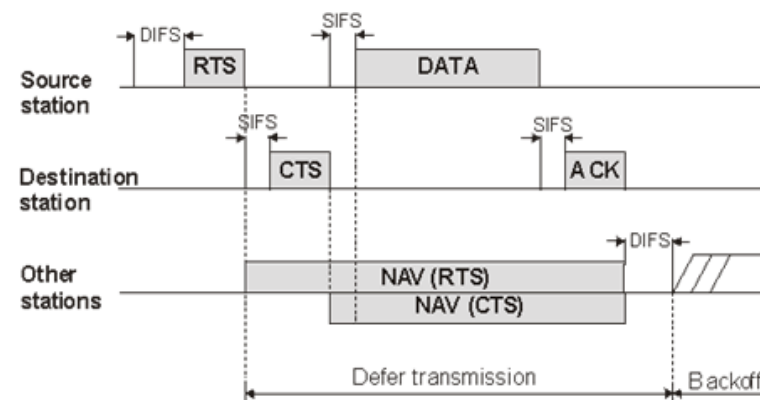 SIFS
DIFS
RTS
DATA
Source
station
SIFS
SIFS
CTS
ACK
Destination
station
DIFS
Other
stations
NAV (RTS)
NAV (CTS)
Defer transmission
Backoff